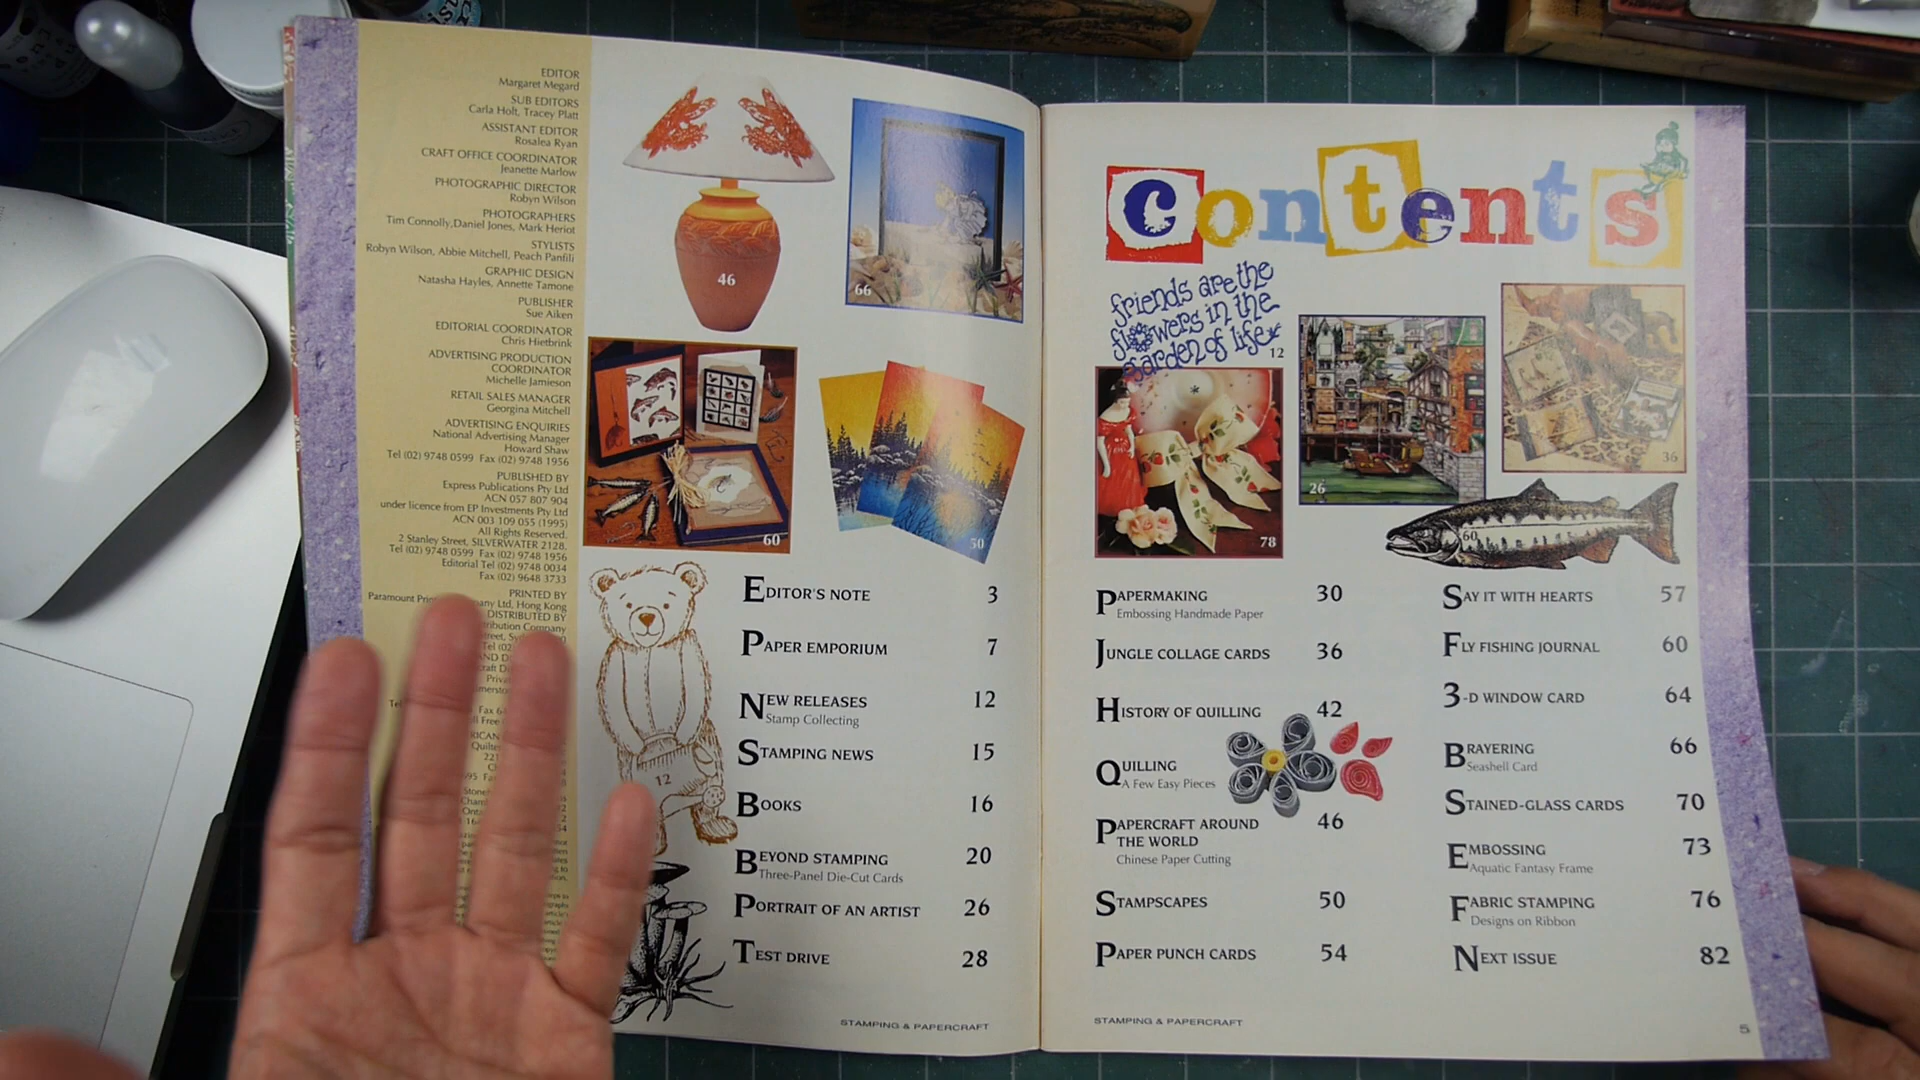 EDITOR
Margaret Megard
SUB EDITORS
Carla Holt, Tracey Platt
ASSISTANT EDITOR
Rosalea Ryan
CRAFT OFFICE COORDINATOR
Jeanette Marlow
PHOTOGRAPHIC DIRECTOR
Robyn Wilson
PHOTOGRAPHERS
Tim Connolly,Daniel Jones, Mark Heriot
STYLISTS
Robyn Wilson, Abbie Mitchell, Peach Panfili
GRAPHIC DESIGN
Natasha Hayles, Annette Tamone
PUBLISHER
Sue Aiken
EDITORIAL COORDINATOR
Chris Hietbrink
ADVERTISING PRODUCTION
COORDINATOR
Michelle Jamieson
RETAIL SALES MANAGER
Georgina Mitchell
ADVERTISING ENQUIRIES
National Advertising Manager
Howard Shaw
Tel (02) 9748 0599 Fax (02) 9748 1956
PUBLISHED BY
Express Publications Pty Ltd
ACN 057 807 904
under licence from EP Investments Pty Ltd
ACN 003 109 055 (1995)
All Rights Reserved.
2 Stanley Street, SILVERWATER 2128.
Tel (02) 9748 0599 Fax (02) 9748 1956
Editorial Tel (02) 9748 0034
Fax (02) 9648 3733
PRINTED BY
Paramount Ltd, Hong Kong
DISTRIBUTED BY
Company
46
66
60
50
12
EDITOR'S NOTE 3
PAPER EMPORIUM 7
NEW RELEASES 12
Stamp Collecting
STAMPING NEWS 15
BOOKS 16
BEYOND STAMPING 20
Three-Panel Die-Cut Cards
PORTRAIT OF AN ARTIST 26
TEST DRIVE 28
STAMPING & PAPERCRAFT
Contents
friends are the
flowers in the
garden of life
12
78
26
36
60
PAPERMAKING 30
Embossing Handmade Paper
JUNGLE COLLAGE CARDS 36
HISTORY OF QUILLING 42
QUILLING
A Few Easy Pieces
PAPERCRAFT AROUND 46
THE WORLD
Chinese Paper Cutting
STAMPSCAPES 50
PAPER PUNCH CARDS 54
SAY IT WITH HEARTS 57
FLY FISHING JOURNAL 60
3-D WINDOW CARD 64
BRAYERING 66
Seashell Card
STAINED-GLASS CARDS 70
EMBOSSING 73
Aquatic Fantasy Frame
FABRIC STAMPING 76
Designs on Ribbon
NEXT ISSUE 82
STAMPING & PAPERCRAFT
5